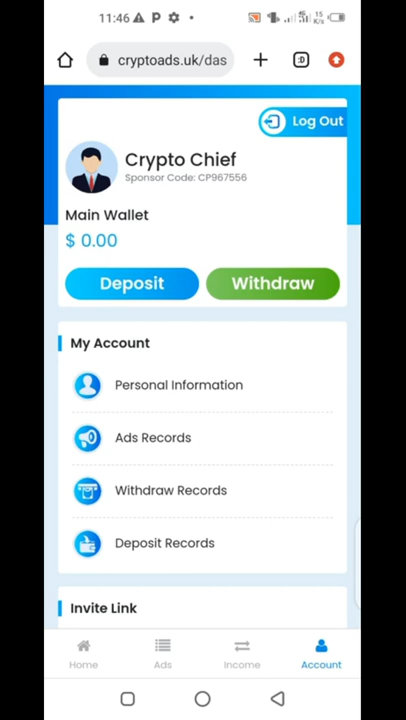 11:46
15
K/s
cryptoads.uk/das
:D
Log Out
Crypto Chief
Sponsor Code: CP967556
Main Wallet
$ 0.00
Deposit
Withdraw
My Account
Personal Information
Ads Records
Withdraw Records
Deposit Records
Invite Link
Home
Ads
Income
Account